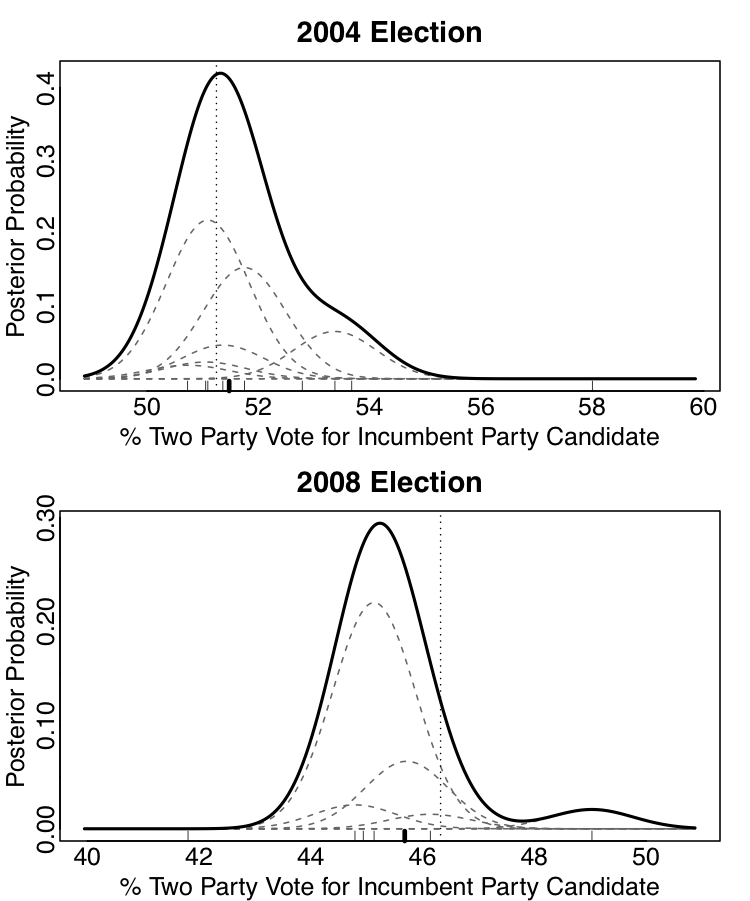 2004 Election
Posterior Probability
0.4
0.3
0.2
0.1
0.0
50 52 54 56 58 60
% Two Party Vote for Incumbent Party Candidate
2008 Election
Posterior Probability
0.30
0.20
0.10
0.00
40 42 44 46 48 50
% Two Party Vote for Incumbent Party Candidate